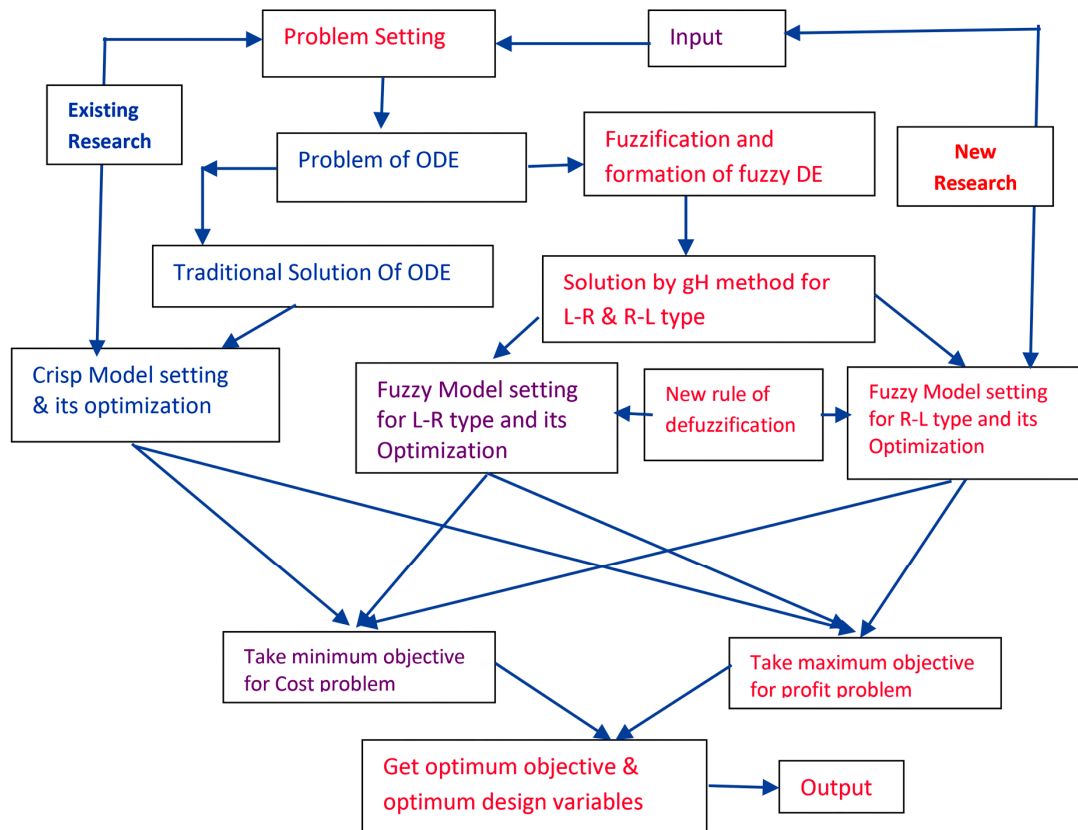 Problem Setting
Input
Existing
Research
Problem of ODE
Fuzzification and
formation of fuzzy DE
New
Research
Traditional Solution Of ODE
Solution by gH method for
L-R & R-L type
Crisp Model setting
& its optimization
Fuzzy Model setting
for L-R type and its
Optimization
New rule of
defuzzification
Fuzzy Model setting
for R-L type and its
Optimization
Take minimum objective
for Cost problem
Take maximum objective
for profit problem
Get optimum objective &
optimum design variables
Output